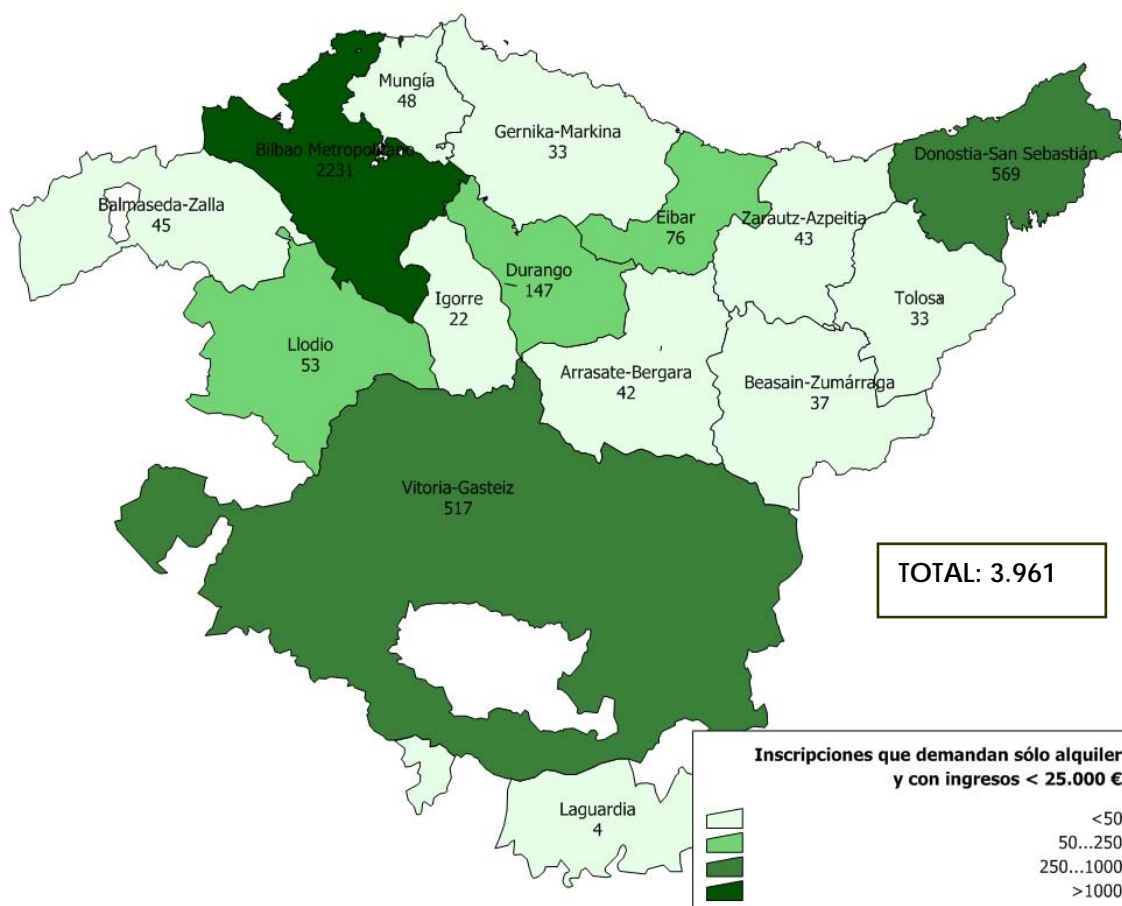 Mungía
48
Gernika-Markina
33
Bilbao Metropolitano
2231
Donostia-San Sebastián
569
Balmaseda-Zalla
45
Eibar
76
Zarautz-Azpeitia
43
Durango
147
Igorre
22
Tolosa
33
Llodio
53
Arrasate-Bergara
42
Beasain-Zumárraga
37
Vitoria-Gasteiz
517
TOTAL: 3.961
Laguardia
4
Inscripciones que demandan sólo alquiler
y con ingresos < 25.000 €
<50
50...250
250...1000
>1000